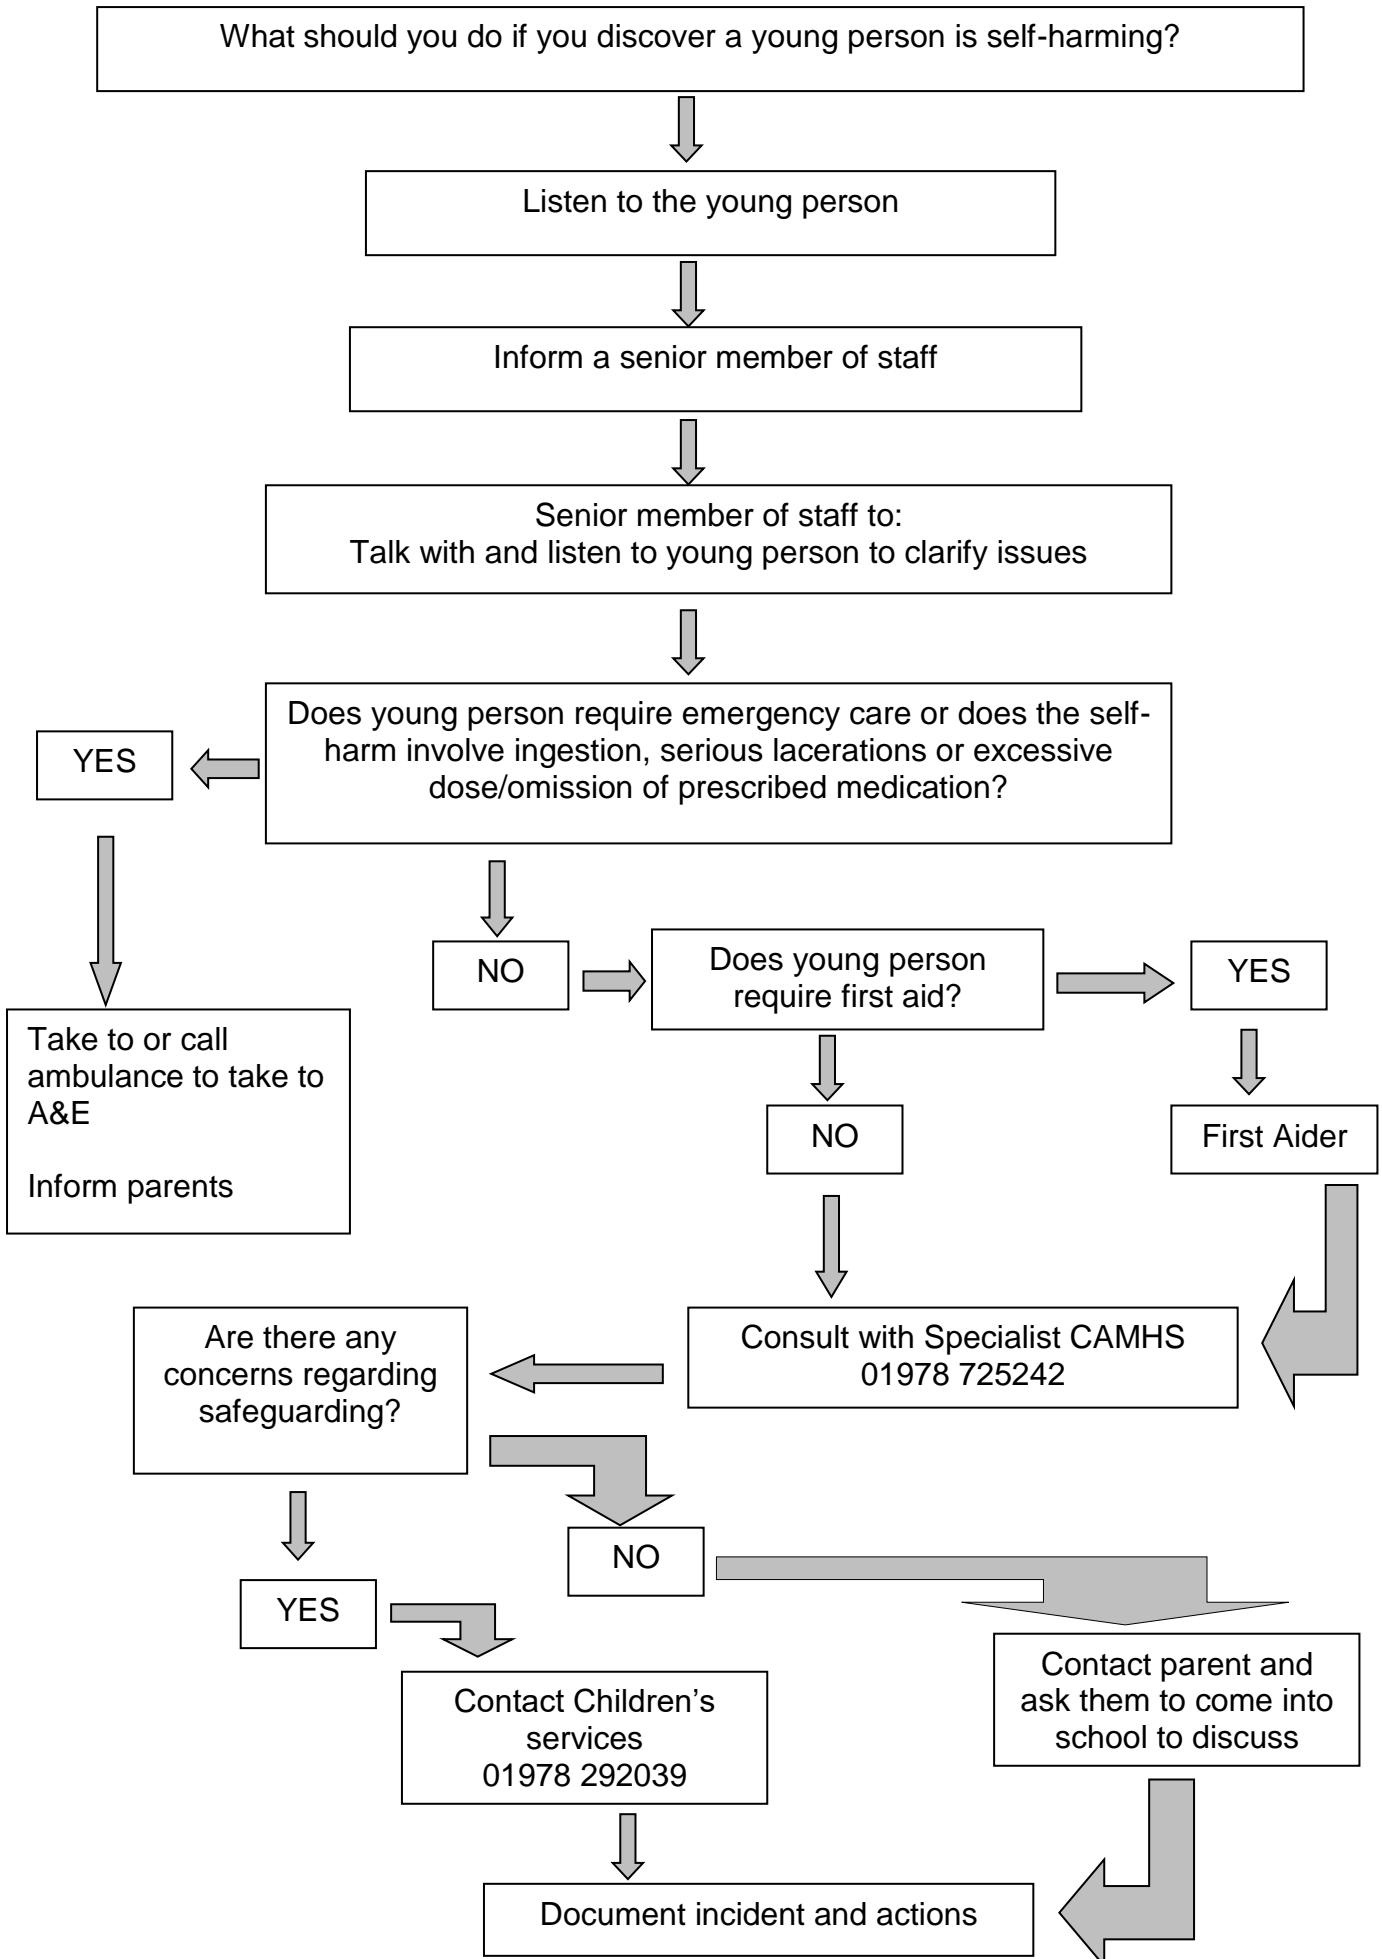 What should you do if you discover a young person is self-harming?
Listen to the young person
Inform a senior member of staff
Senior member of staff to:
Talk with and listen to young person to clarify issues
Does young person require emergency care or does the self-
harm involve ingestion, serious lacerations or excessive
dose/omission of prescribed medication?
YES
NO
Does young person
require first aid?
YES
Take to or call
ambulance to take to
A&E
Inform parents
NO
First Aider
Consult with Specialist CAMHS
01978 725242
Are there any
concerns regarding
safeguarding?
NO
YES
Contact Children’s
services
01978 292039
Contact parent and
ask them to come into
school to discuss
Document incident and actions